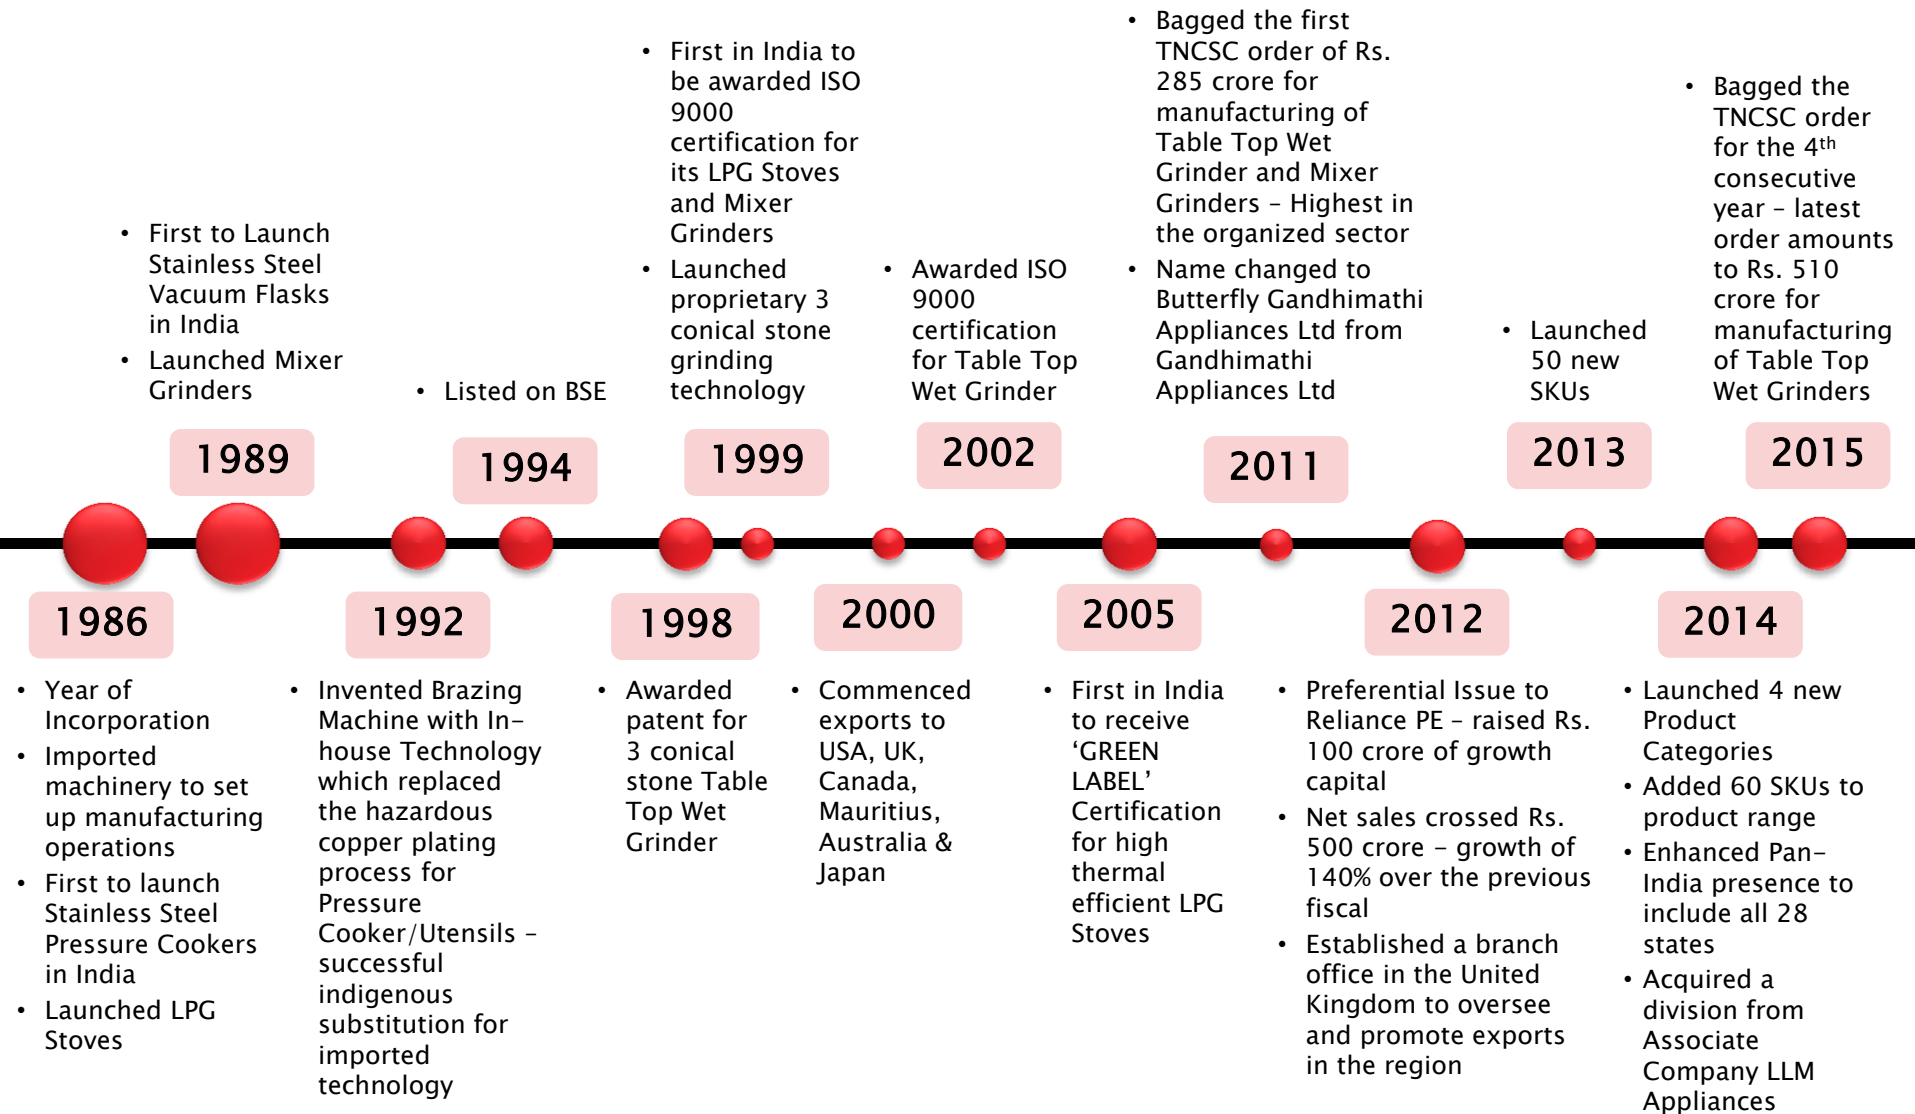 • First to Launch
Stainless Steel
Vacuum Flasks
in India
• Launched Mixer
Grinders
1989
• Listed on BSE
1994
• First in India to
be awarded ISO
9000
certification for
its LPG Stoves
and Mixer
Grinders
• Launched
proprietary 3
conical stone
grinding
technology
1999
• Awarded ISO
9000
certification
for Table Top
Wet Grinder
2002
• Bagged the first
TNCSC order of Rs.
285 crore for
manufacturing of
Table Top Wet
Grinder and Mixer
Grinders – Highest in
the organized sector
• Name changed to
Butterfly Gandhimathi
Appliances Ltd from
Gandhimathi
Appliances Ltd
2011
• Launched
50 new
SKUs
2013
• Bagged the
TNCSC order
for the 4th
consecutive
year – latest
order amounts
to Rs. 510
crore for
manufacturing
of Table Top
Wet Grinders
2015
1986
• Year of
Incorporation
• Imported
machinery to set
up manufacturing
operations
• First to launch
Stainless Steel
Pressure Cookers
in India
• Launched LPG
Stoves
1992
• Invented Brazing
Machine with In-
house Technology
which replaced
the hazardous
copper plating
process for
Pressure
Cooker/Utensils –
successful
indigenous
substitution for
imported
technology
1998
• Awarded
patent for
3 conical
stone Table
Top Wet
Grinder
2000
• Commenced
exports to
USA, UK,
Canada,
Mauritius,
Australia &
Japan
2005
• First in India
to receive
‘GREEN
LABEL’
Certification
for high
thermal
efficient LPG
Stoves
2012
• Preferential Issue to
Reliance PE – raised Rs.
100 crore of growth
capital
• Net sales crossed Rs.
500 crore – growth of
140% over the previous
fiscal
• Established a branch
office in the United
Kingdom to oversee
and promote exports
in the region
2014
• Launched 4 new
Product
Categories
• Added 60 SKUs to
product range
• Enhanced Pan-
India presence to
include all 28
states
• Acquired a
division from
Associate
Company LLM
Appliances